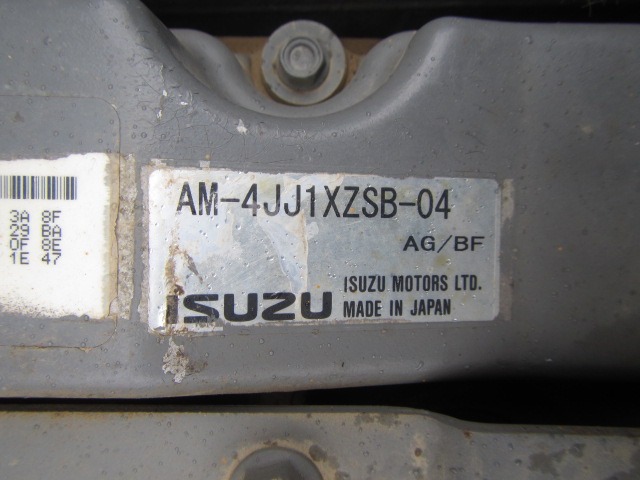 3A 8F
29 BA
0F 8E
1E 47
AM-4JJ1XZSB-04
AG/BF
ISUZU
ISUZU MOTORS LTD.
MADE IN JAPAN